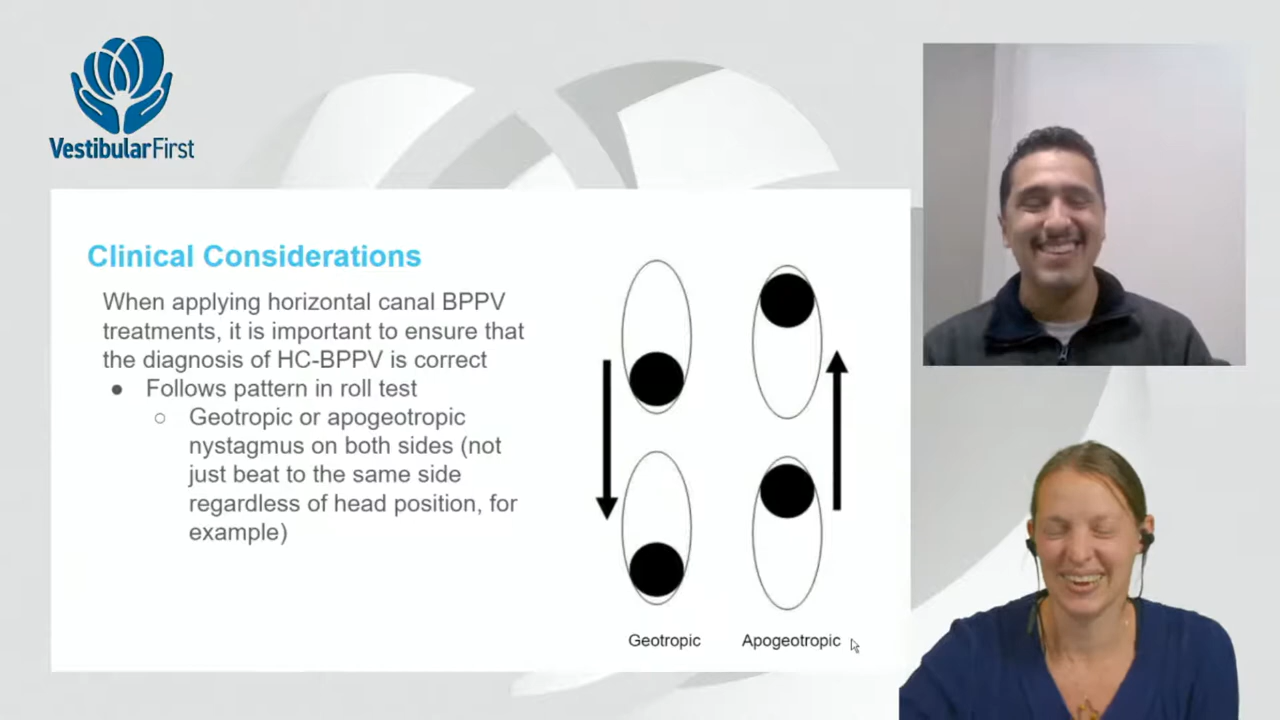 VestibularFirst
Clinical Considerations
When applying horizontal canal BPPV
treatments, it is important to ensure that
the diagnosis of HC-BPPV is correct
● Follows pattern in roll test
○ Geotropic or apogeotropic
nystagmus on both sides (not
just beat to the same side
regardless of head position, for
example)
Geotropic
Apogeotropic